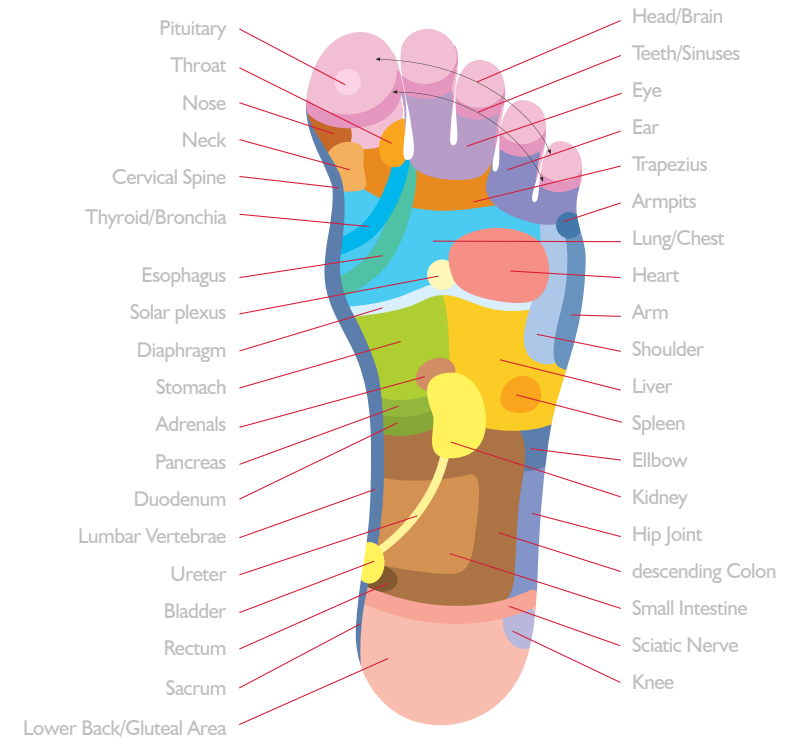 Pituitary
Throat
Nose
Neck
Cervical Spine
Thyroid/Bronchia
Esophagus
Solar plexus
Diaphragm
Stomach
Adrenals
Pancreas
Duodenum
Lumbar Vertebrae
Ureter
Bladder
Rectum
Sacrum
Lower Back/Gluteal Area
Head/Brain
Teeth/Sinuses
Eye
Ear
Trapezius
Armpits
Lung/Chest
Heart
Arm
Shoulder
Liver
Spleen
Ellbow
Kidney
Hip Joint
descending Colon
Small Intestine
Sciatic Nerve
Knee